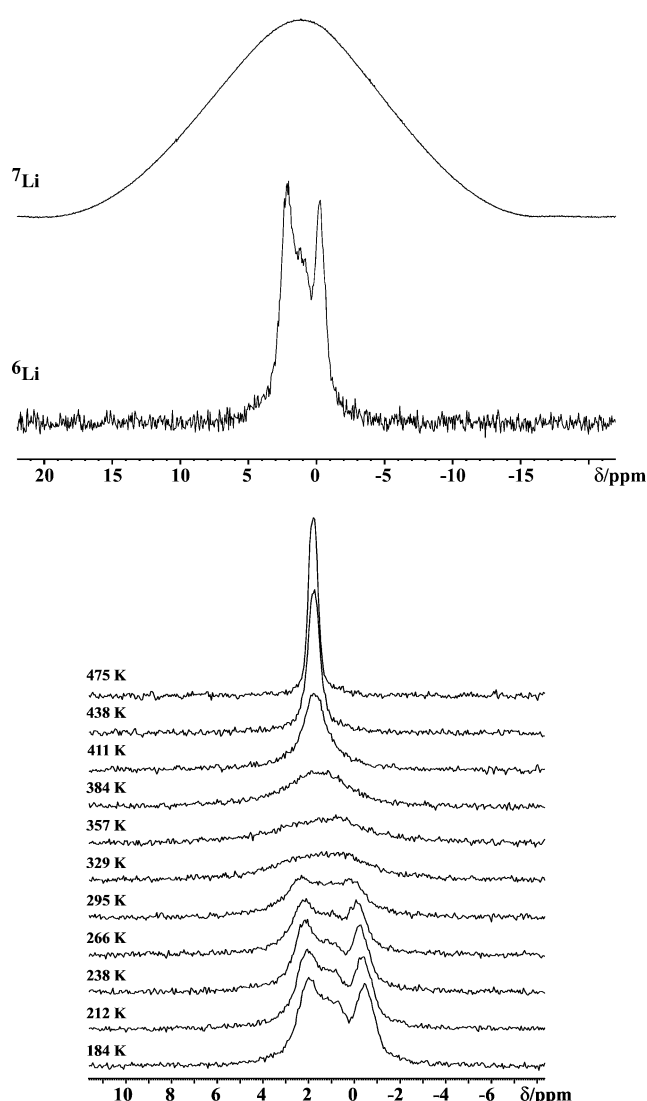 ⁷Li
⁶Li
20 15 10 5 0 -5 -10 -15 δ/ppm
475 K
438 K
411 K
384 K
357 K
329 K
295 K
266 K
238 K
212 K
184 K
10 8 6 4 2 0 -2 -4 -6 δ/ppm